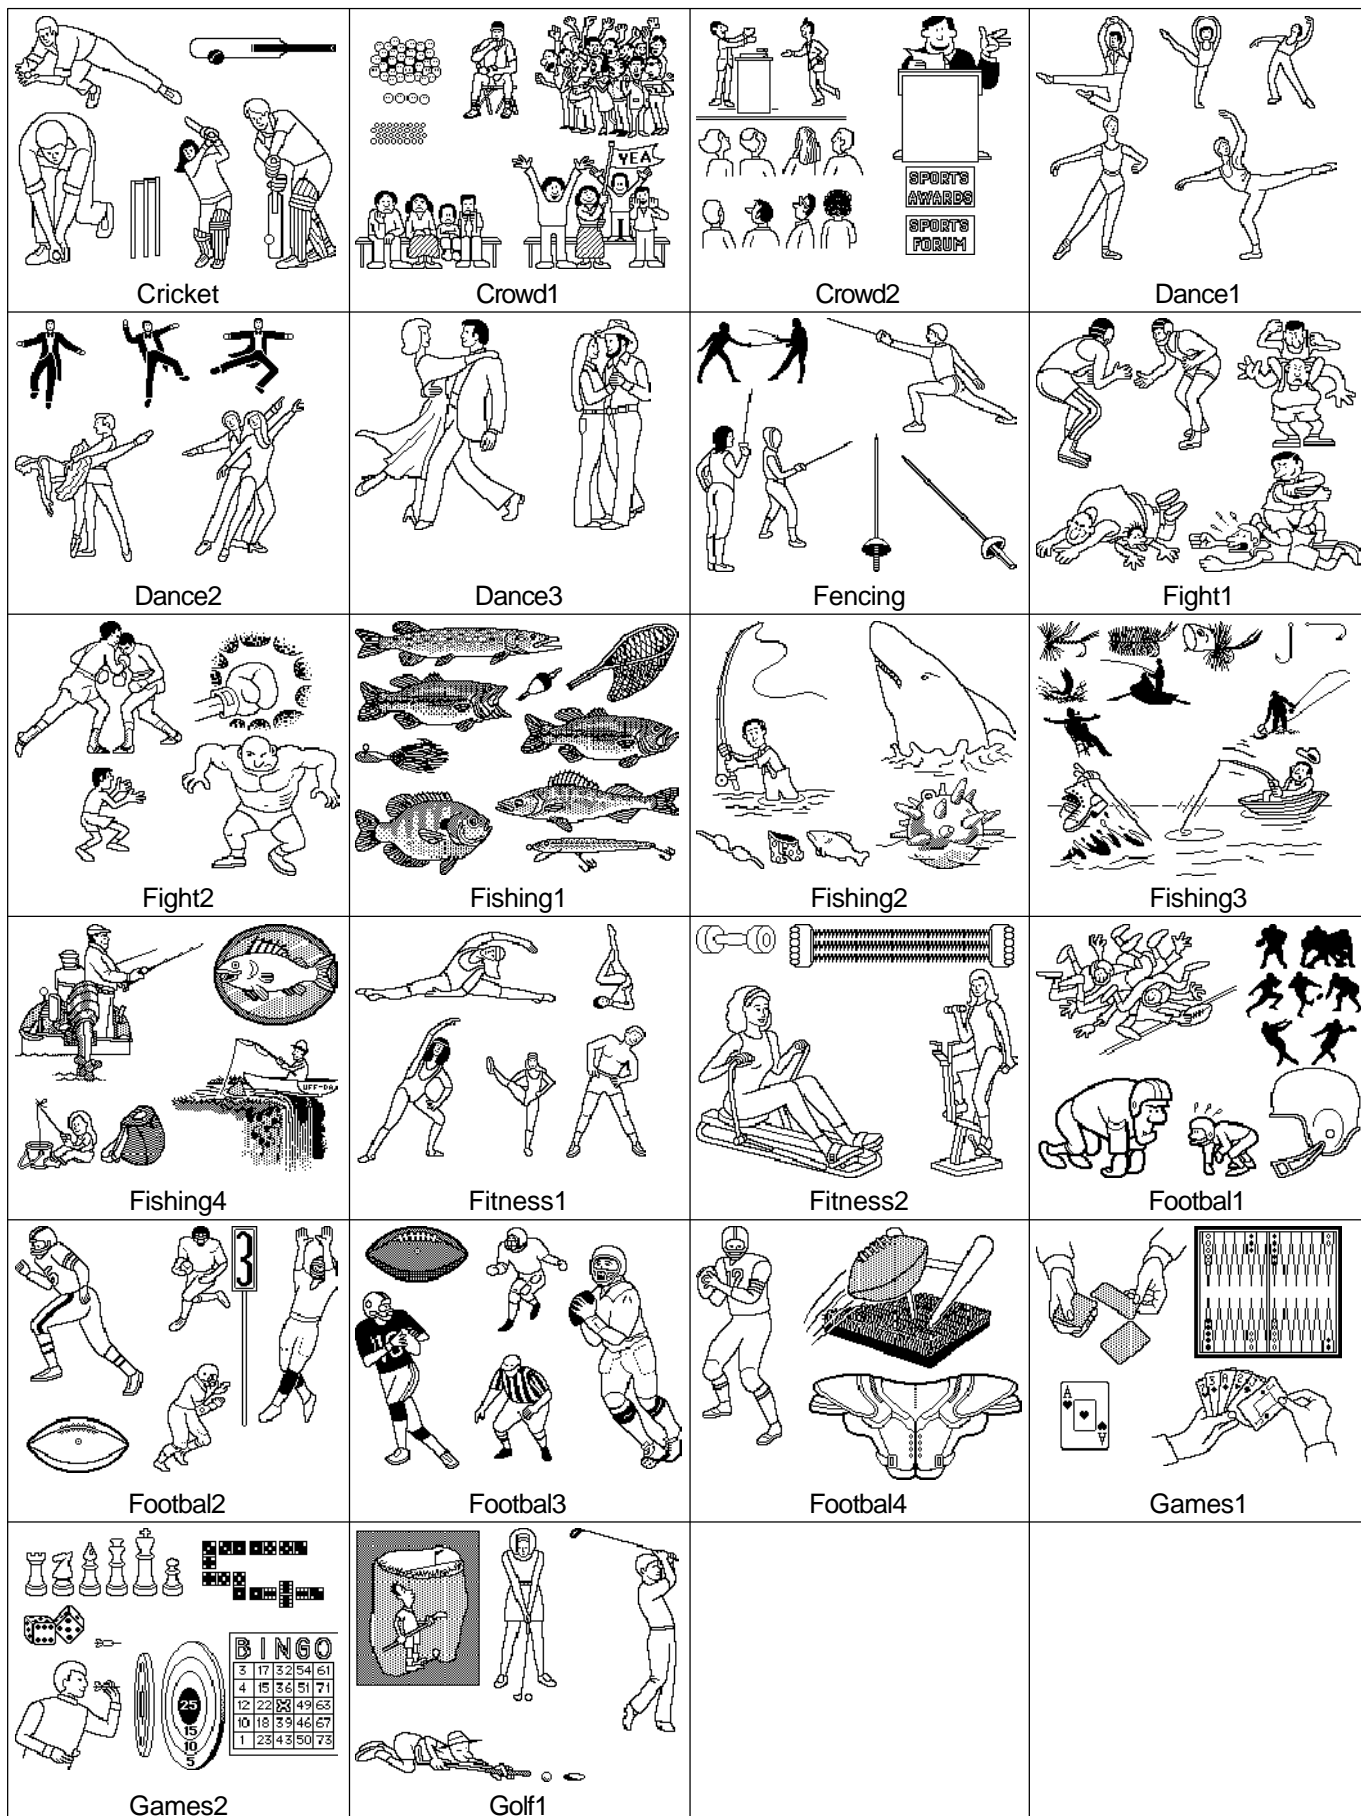 YEA
SPORTS
AWARDS
SPORTS
FORUM
Cricket
Crowd1
Crowd2
Dance1
Dance2
Dance3
Fencing
Fight1
Fight2
Fishing1
Fishing2
Fishing3
UFF-DA
Fishing4
Fitness1
Fitness2
Footbal1
3
Footbal2
Footbal3
12
Footbal4
A
A
Games1
BINGO
3 17 32 54 61
4 15 36 51 71
12 22 49 63
10 18 39 46 67
1 23 43 50 73
25
15
10
5
Games2
Golf1